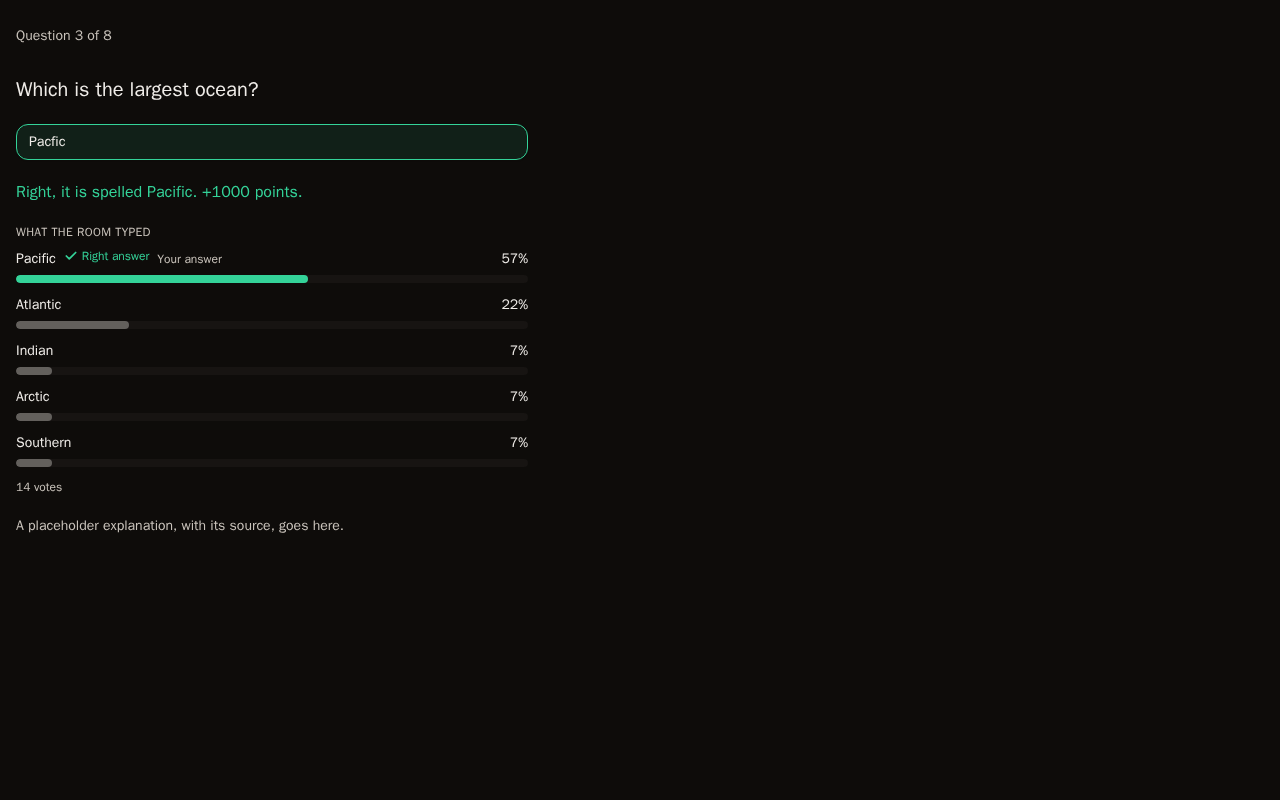 Question 3 of 8
Which is the largest ocean?
Pacfic
Right, it is spelled Pacific. +1000 points.
WHAT THE ROOM TYPED
Pacific Right answer Your answer 57%
Atlantic 22%
Indian 7%
Arctic 7%
Southern 7%
14 votes
A placeholder explanation, with its source, goes here.